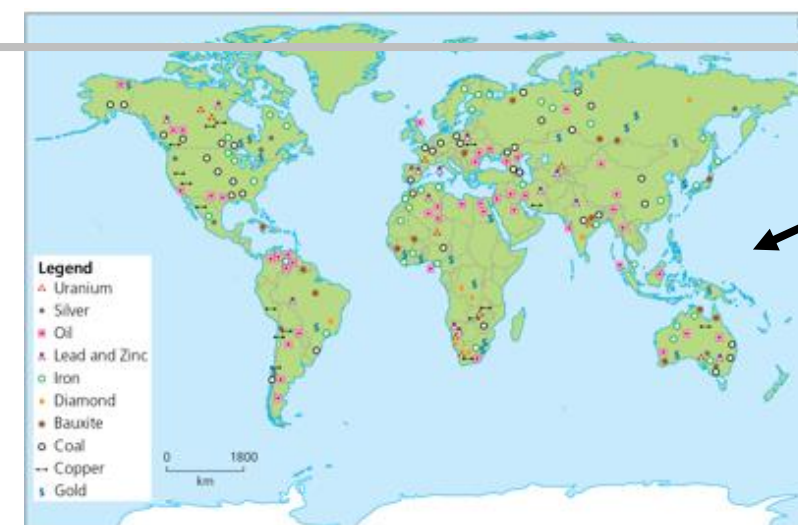 Legend
Uranium
Silver
Oil
Lead and Zinc
Iron
Diamond
Bauxite
Coal
Copper
Gold
0 1800
km